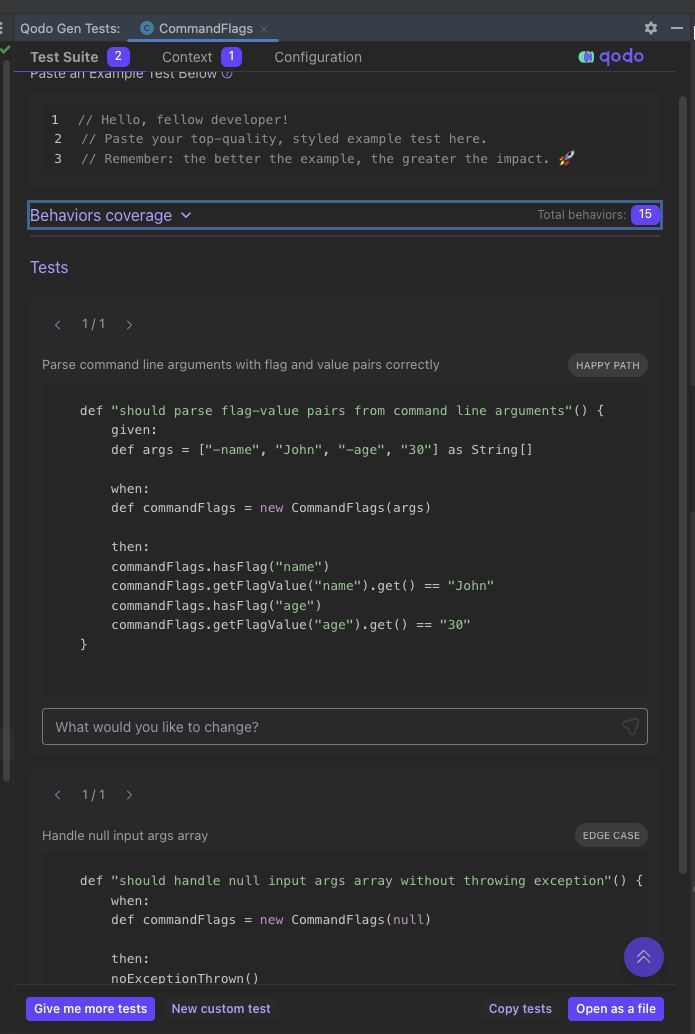 Qodo Gen Tests: CommandFlags
Test Suite 2 Context 1 Configuration qodo
Paste an Example Test Below
1 // Hello, fellow developer!
2 // Paste your top-quality, styled example test here.
3 // Remember: the better the example, the greater the impact. 🚀
Behaviors coverage Total behaviors: 15
Tests
1 / 1
Parse command line arguments with flag and value pairs correctly HAPPY PATH
def "should parse flag-value pairs from command line arguments"() {
given:
def args = ["-name", "John", "-age", "30"] as String[]
when:
def commandFlags = new CommandFlags(args)
then:
commandFlags.hasFlag("name")
commandFlags.getFlagValue("name").get() == "John"
commandFlags.hasFlag("age")
commandFlags.getFlagValue("age").get() == "30"
}
What would you like to change?
1 / 1
Handle null input args array EDGE CASE
def "should handle null input args array without throwing exception"() {
when:
def commandFlags = new CommandFlags(null)
then:
noExceptionThrown()
Give me more tests New custom test Copy tests Open as a file